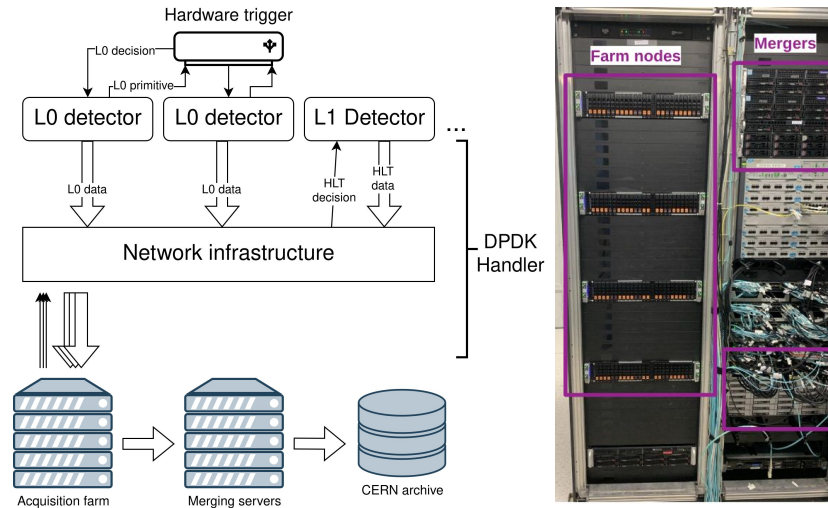 Hardware trigger
L0 decision
L0 primitive
L0 detector
L0 detector
L1 Detector
...
L0 data
L0 data
HLT
decision
HLT
data
Network infrastructure
DPDK
Handler
Acquisition farm
Merging servers
CERN archive
Farm nodes
Mergers